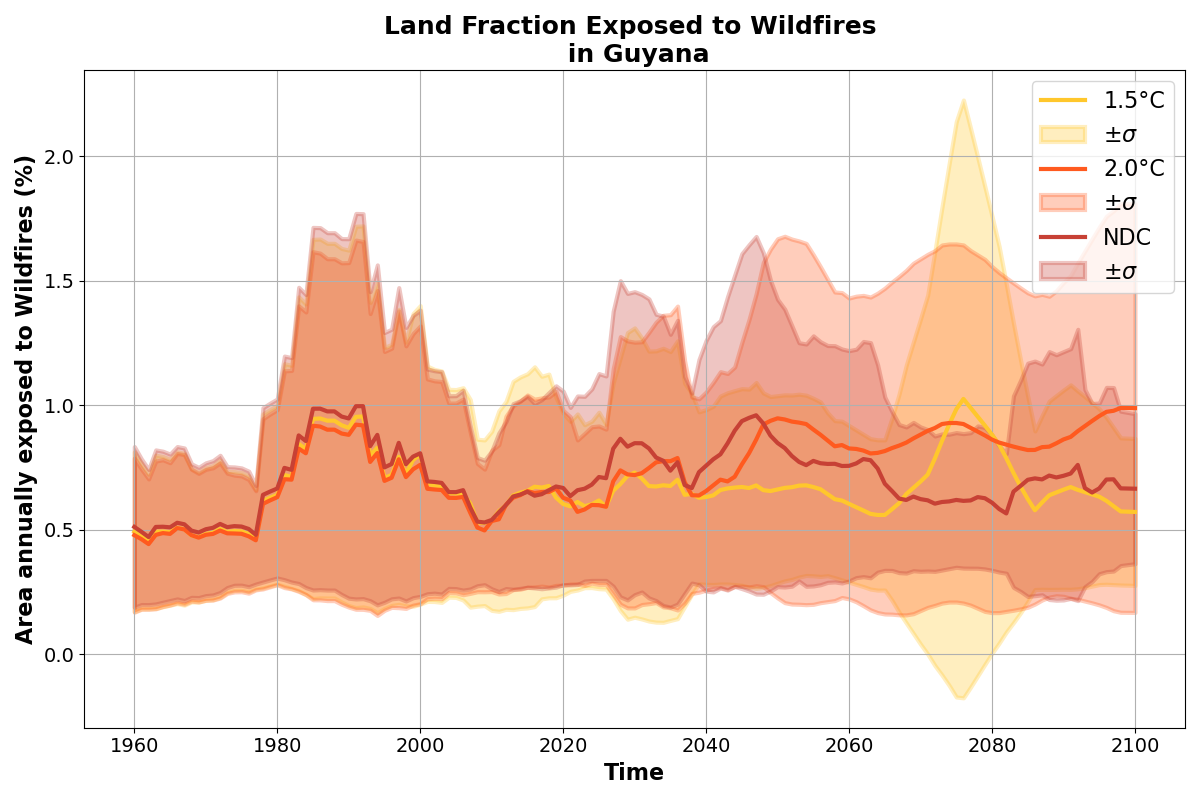 Land Fraction Exposed to Wildfires
in Guyana
Area annually exposed to Wildfires (%)
2.0
1.5
1.0
0.5
0.0
1960 1980 2000 2020 2040 2060 2080 2100
Time
1.5°C
±σ
2.0°C
±σ
NDC
±σ